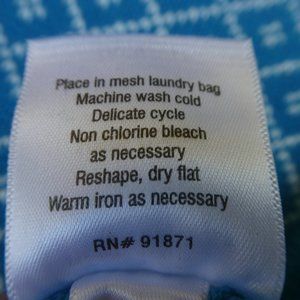 Place in mesh laundry bag
Machine wash cold
Delicate cycle
Non chlorine bleach
as necessary
Reshape, dry flat
Warm iron as necessary
RN# 91871